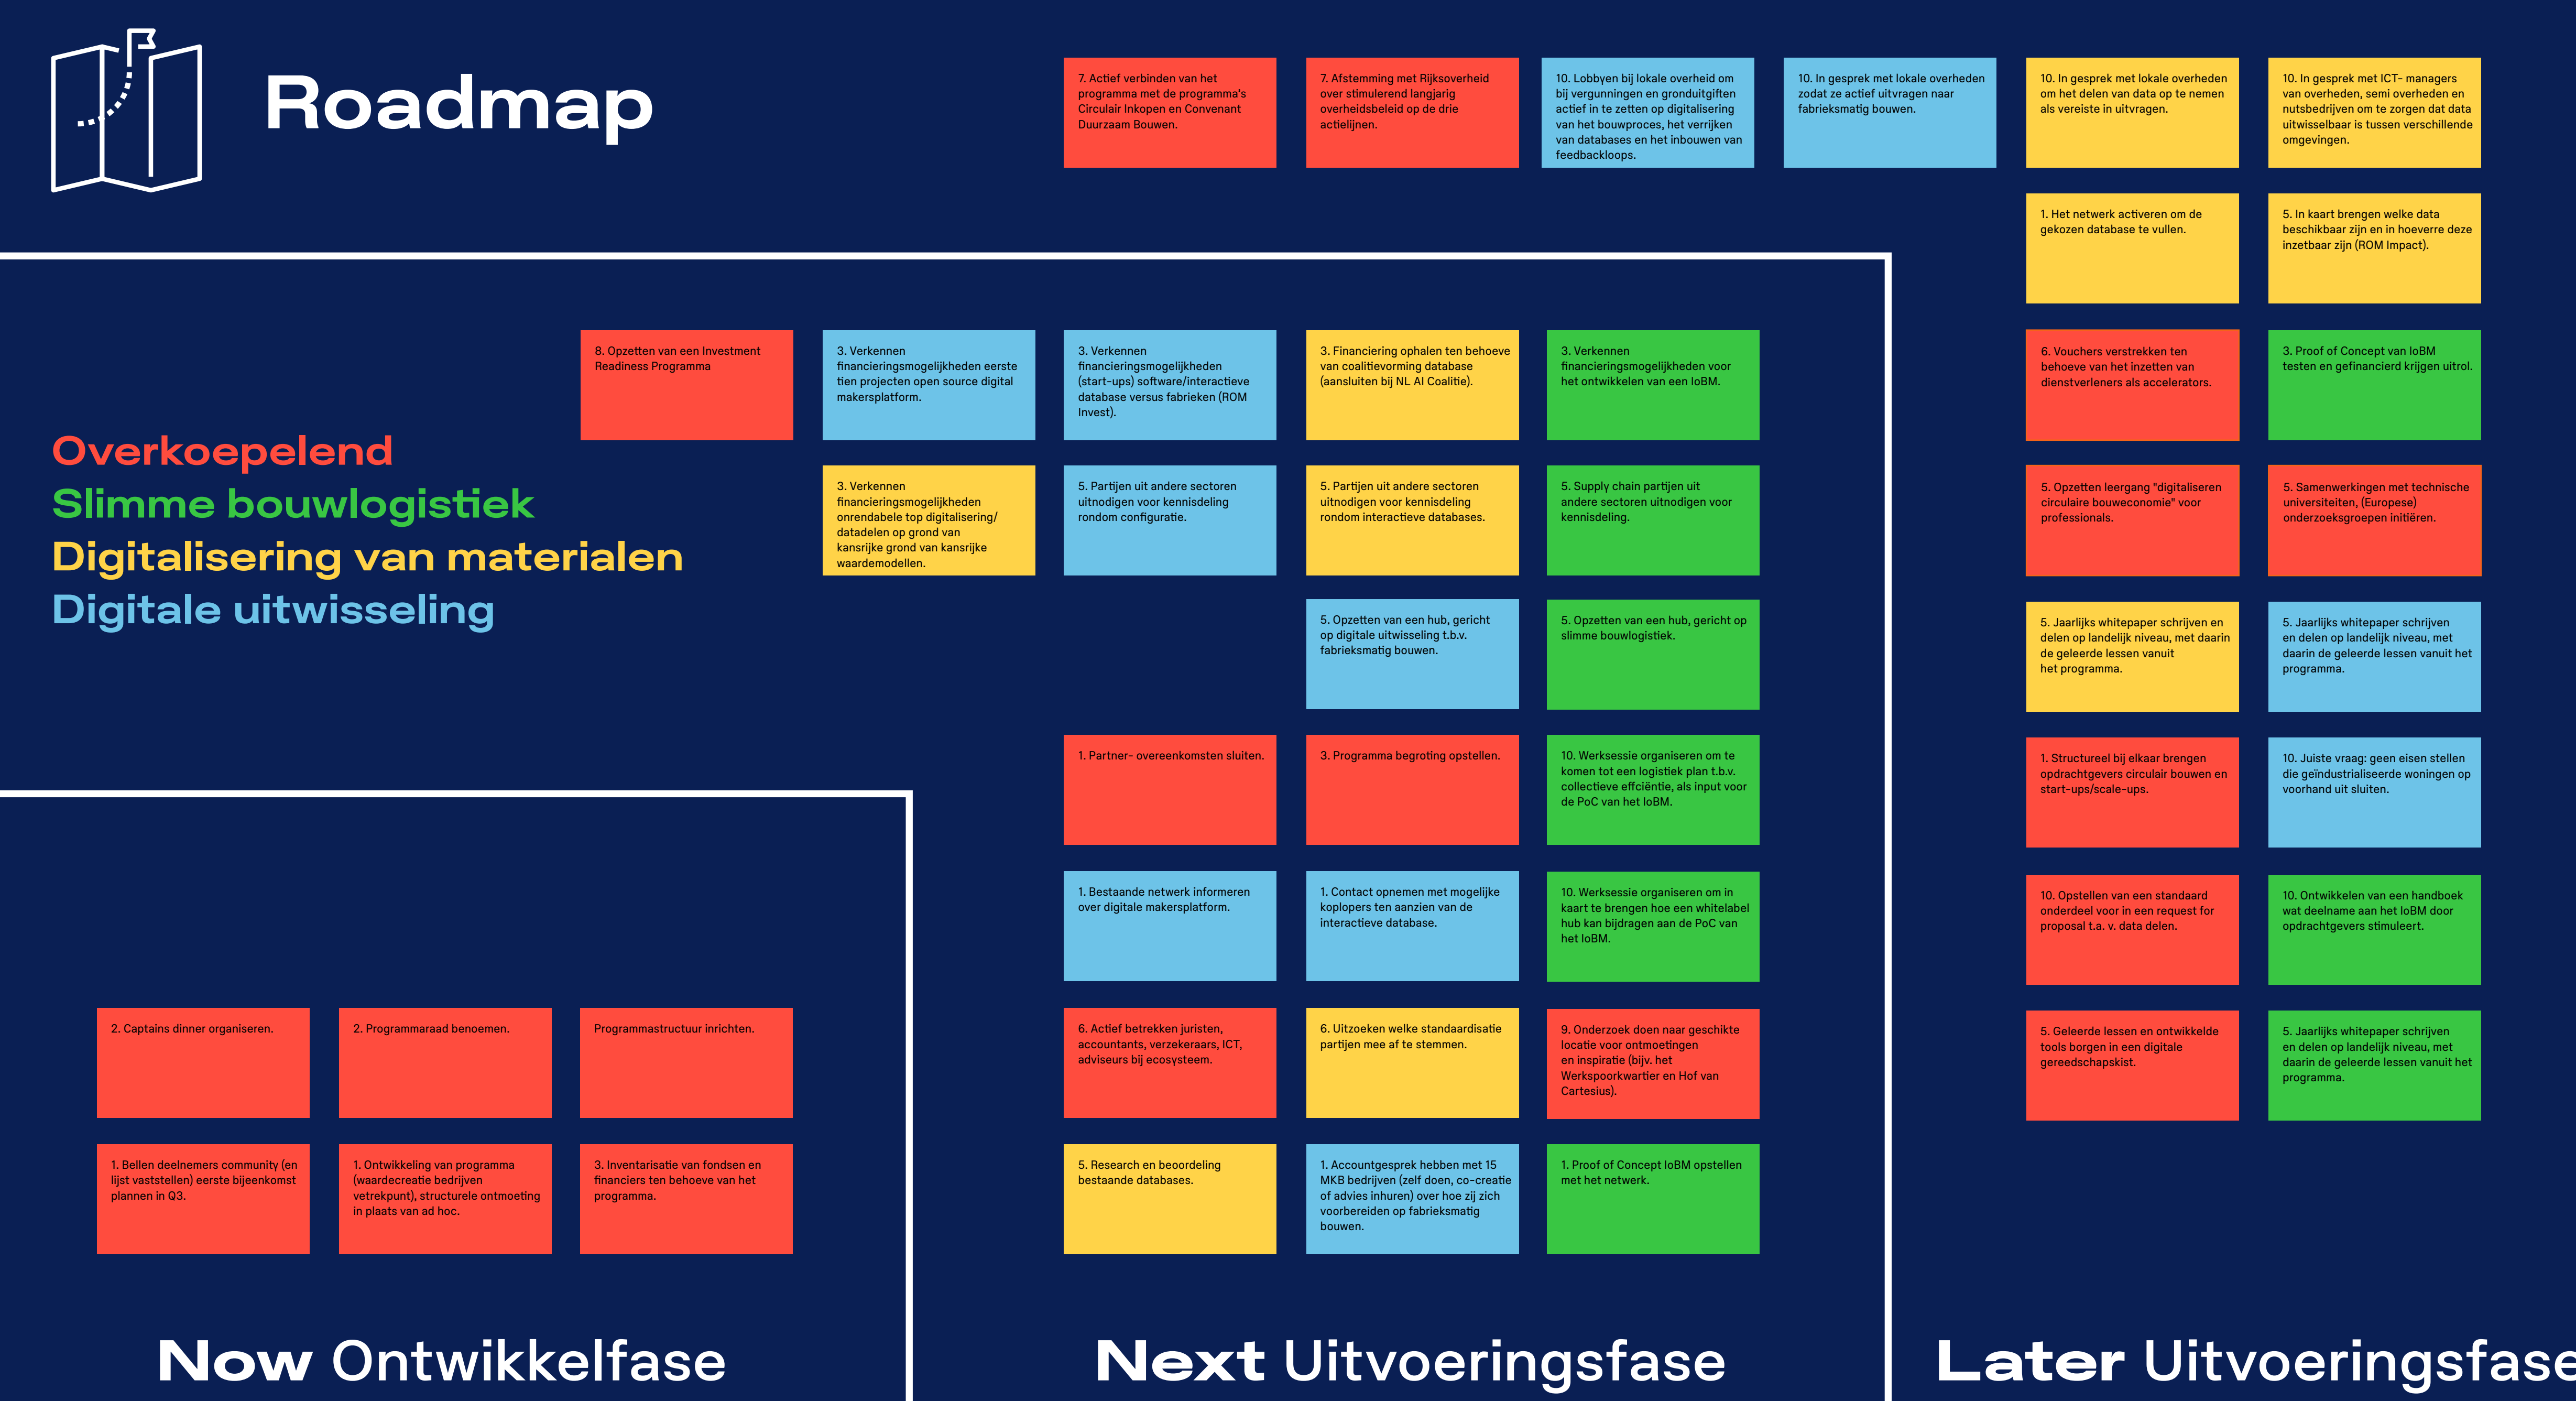 Roadmap
7. Actief verbinden van het
programma met de programma's
Circulair Inkopen en Convenant
Duurzaam Bouwen.
7. Afstemming met Rijksoverheid
over stimulerend langjarig
overheidsbeleid op de drie
actielijnen.
10. Lobbyen bij lokale overheid om
bij vergunningen en gronduitgiften
actief in te zetten op digitalisering
van het bouwproces, het verrijken
van databases en het inbouwen van
feedbackloops.
10. In gesprek met lokale overheden
zodat ze actief uitvragen naar
fabrieksmatig bouwen.
10. In gesprek met lokale overheden
om het delen van data op te nemen
als vereiste in uitvragen.
10. In gesprek met ICT- managers
van overheden, semi overheden en
nutsbedrijven om te zorgen dat data
uitwisselbaar is tussen verschillende
omgevingen.
1. Het netwerk activeren om de
gekozen database te vullen.
5. In kaart brengen welke data
beschikbaar zijn en in hoeverre deze
inzetbaar zijn (ROM Impact).
8. Opzetten van een Investment
Readiness Programma
3. Verkennen
financieringsmogelijkheden eerste
tien projecten open source digital
makersplatform.
3. Verkennen
financieringsmogelijkheden
(start-ups) software/interactieve
database versus fabrieken (ROM
Invest).
3. Financiering ophalen ten behoeve
van coalitievorming database
(aansluiten bij NL AI Coalitie).
3. Verkennen
financieringsmogelijkheden voor
het ontwikkelen van een IoBM.
6. Vouchers verstrekken ten
behoeve van het inzetten van
dienstverleners als accelerators.
3. Proof of Concept van IoBM
testen en gefinancierd krijgen uitrol.
Overkoepelend
Slimme bouwlogistiek
Digitalisering van materialen
Digitale uitwisseling
3. Verkennen
financieringsmogelijkheden
onrendabele top digitalisering/
datadelen op grond van
kansrijke grond van kansrijke
waardemodellen.
5. Partijen uit andere sectoren
uitnodigen voor kennisdeling
rondom configuratie.
5. Partijen uit andere sectoren
uitnodigen voor kennisdeling
rondom interactieve databases.
5. Supply chain partijen uit
andere sectoren uitnodigen voor
kennisdeling.
5. Opzetten leergang "digitaliseren
circulaire bouweconomie" voor
professionals.
5. Samenwerkingen met technische
universiteiten, (Europese)
onderzoeksgroepen initiëren.
5. Opzetten van een hub, gericht
op digitale uitwisseling t.b.v.
fabrieksmatig bouwen.
5. Opzetten van een hub, gericht op
slimme bouwlogistiek.
5. Jaarlijks whitepaper schrijven en
delen op landelijk niveau, met daarin
de geleerde lessen vanuit
het programma.
5. Jaarlijks whitepaper schrijven
en delen op landelijk niveau, met
daarin de geleerde lessen vanuit het
programma.
1. Partner- overeenkomsten sluiten.
3. Programma begroting opstellen.
10. Werksessie organiseren om te
komen tot een logistiek plan t.b.v.
collectieve effciëntie, als input voor
de PoC van het IoBM.
1. Structureel bij elkaar brengen
opdrachtgevers circulair bouwen en
start-ups/scale-ups.
10. Juiste vraag: geen eisen stellen
die geïndustrialiseerde woningen op
voorhand uit sluiten.
1. Bestaande netwerk informeren
over digitale makersplatform.
1. Contact opnemen met mogelijke
koplopers ten aanzien van de
interactieve database.
10. Werksessie organiseren om in
kaart te brengen hoe een whitelabel
hub kan bijdragen aan de PoC van
het IoBM.
10. Opstellen van een standaard
onderdeel voor in een request for
proposal t.a. v. data delen.
10. Ontwikkelen van een handboek
wat deelname aan het IoBM door
opdrachtgevers stimuleert.
2. Captains dinner organiseren.
2. Programmaraad benoemen.
Programmastructuur inrichten.
6. Actief betrekken juristen,
accountants, verzekeraars, ICT,
adviseurs bij ecosysteem.
6. Uitzoeken welke standaardisatie
partijen mee af te stemmen.
9. Onderzoek doen naar geschikte
locatie voor ontmoetingen
en inspiratie (bijv. het
Werkspoorkwartier en Hof van
Cartesius).
5. Geleerde lessen en ontwikkelde
tools borgen in een digitale
gereedschapskist.
5. Jaarlijks whitepaper schrijven
en delen op landelijk niveau, met
daarin de geleerde lessen vanuit het
programma.
1. Bellen deelnemers community (en
lijst vaststellen) eerste bijeenkomst
plannen in Q3.
1. Ontwikkeling van programma
(waardecreatie bedrijven
vetrekpunt), structurele ontmoeting
in plaats van ad hoc.
3. Inventarisatie van fondsen en
financiers ten behoeve van het
programma.
5. Research en beoordeling
bestaande databases.
1. Accountgesprek hebben met 15
MKB bedrijven (zelf doen, co-creatie
of advies inhuren) over hoe zij zich
voorbereiden op fabrieksmatig
bouwen.
1. Proof of Concept IoBM opstellen
met het netwerk.
Now Ontwikkelfase
Next Uitvoeringsfase
Later Uitvoeringsfase